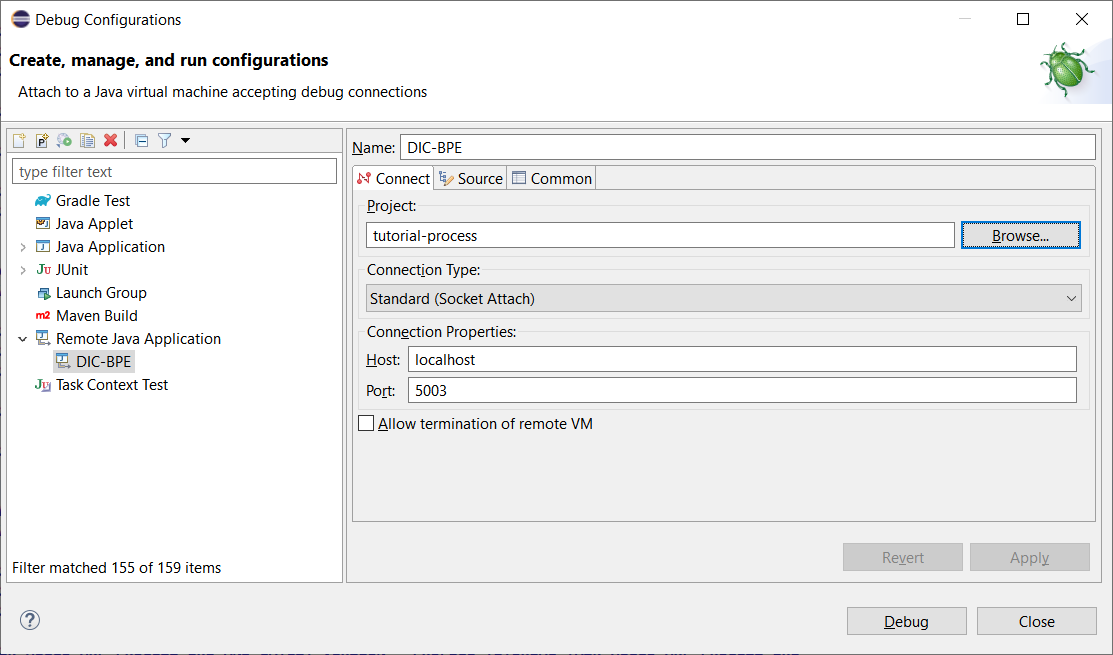 Debug Configurations
Create, manage, and run configurations
Attach to a Java virtual machine accepting debug connections
type filter text
Gradle Test
Java Applet
Java Application
JUnit
Launch Group
Maven Build
Remote Java Application
DIC-BPE
Task Context Test
Filter matched 155 of 159 items
Name: DIC-BPE
Connect Source Common
Project:
tutorial-process Browse...
Connection Type:
Standard (Socket Attach)
Connection Properties:
Host: localhost
Port: 5003
Allow termination of remote VM
Revert Apply
Debug Close